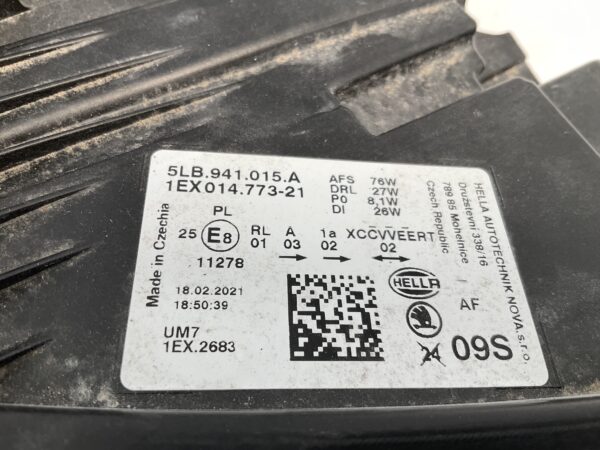 5LB.941.015.A
1EX 014.773-21
AFS 76W
DRL 27W
P0 8,1W
DI 26W
HELLA AUTOTECHNIK NOVA, s.r.o.
Družstevní 338/16
789 85 Mohelnice
Czech Republic
Made in Czechia
PL
25 E8 RL A 1a XCCVVEERT
01 03 02 02
11278
18.02.2021
18:50:39
HELLA
AF
UM7
1EX.2683
24 09S